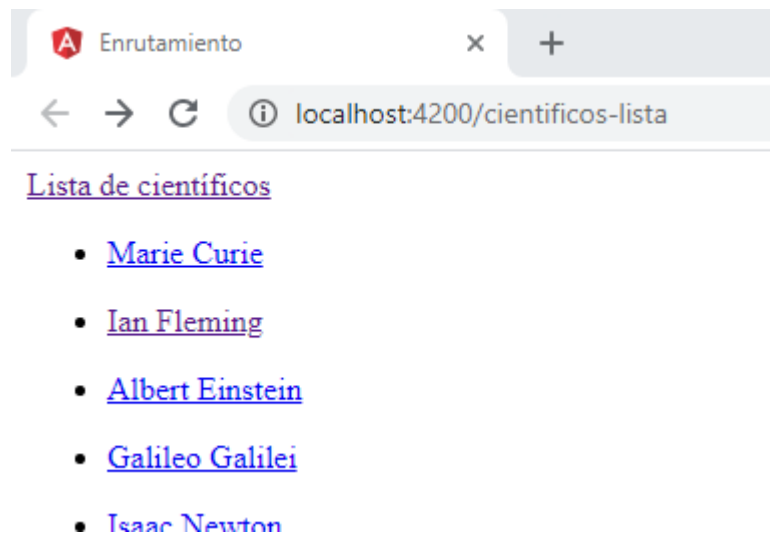 Enrutamiento
localhost:4200/cientificos-lista
Lista de científicos
Marie Curie
Ian Fleming
Albert Einstein
Galileo Galilei
Isaac Newton